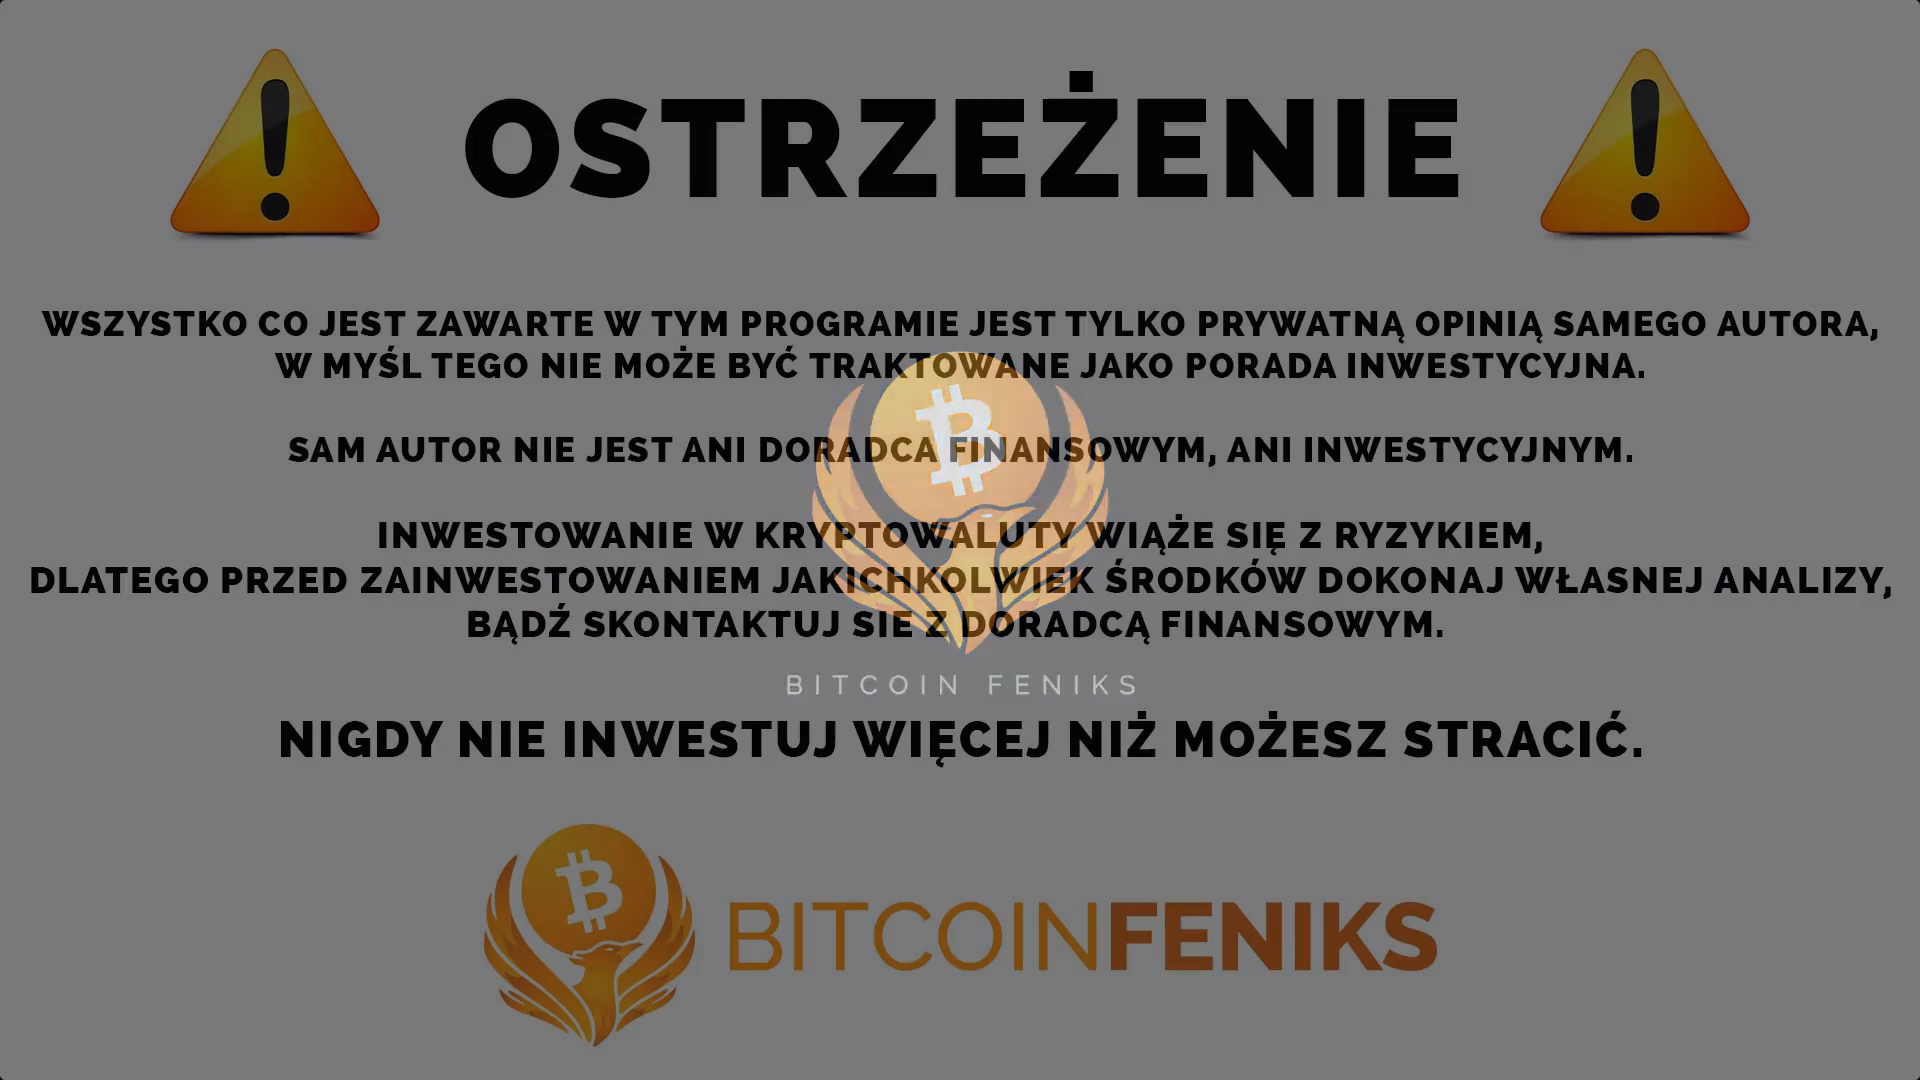 OSTRZEŻENIE
WSZYSTKO CO JEST ZAWARTE W TYM PROGRAMIE JEST TYLKO PRYWATNĄ OPINIĄ SAMEGO AUTORA,
W MYŚL TEGO NIE MOŻE BYĆ TRAKTOWANE JAKO PORADA INWESTYCYJNA.
SAM AUTOR NIE JEST ANI DORADCA FINANSOWYM, ANI INWESTYCYJNYM.
INWESTOWANIE W KRYPTOWALUTY WIĄŻE SIĘ Z RYZYKIEM,
DLATEGO PRZED ZAINWESTOWANIEM JAKICHKOLWIEK ŚRODKÓW DOKONAJ WŁASNEJ ANALIZY,
BĄDŹ SKONTAKTUJ SIE Z DORADCĄ FINANSOWYM.
BITCOIN FENIKS
NIGDY NIE INWESTUJ WIĘCEJ NIŻ MOŻESZ STRACIĆ.
BITCOINFENIKS